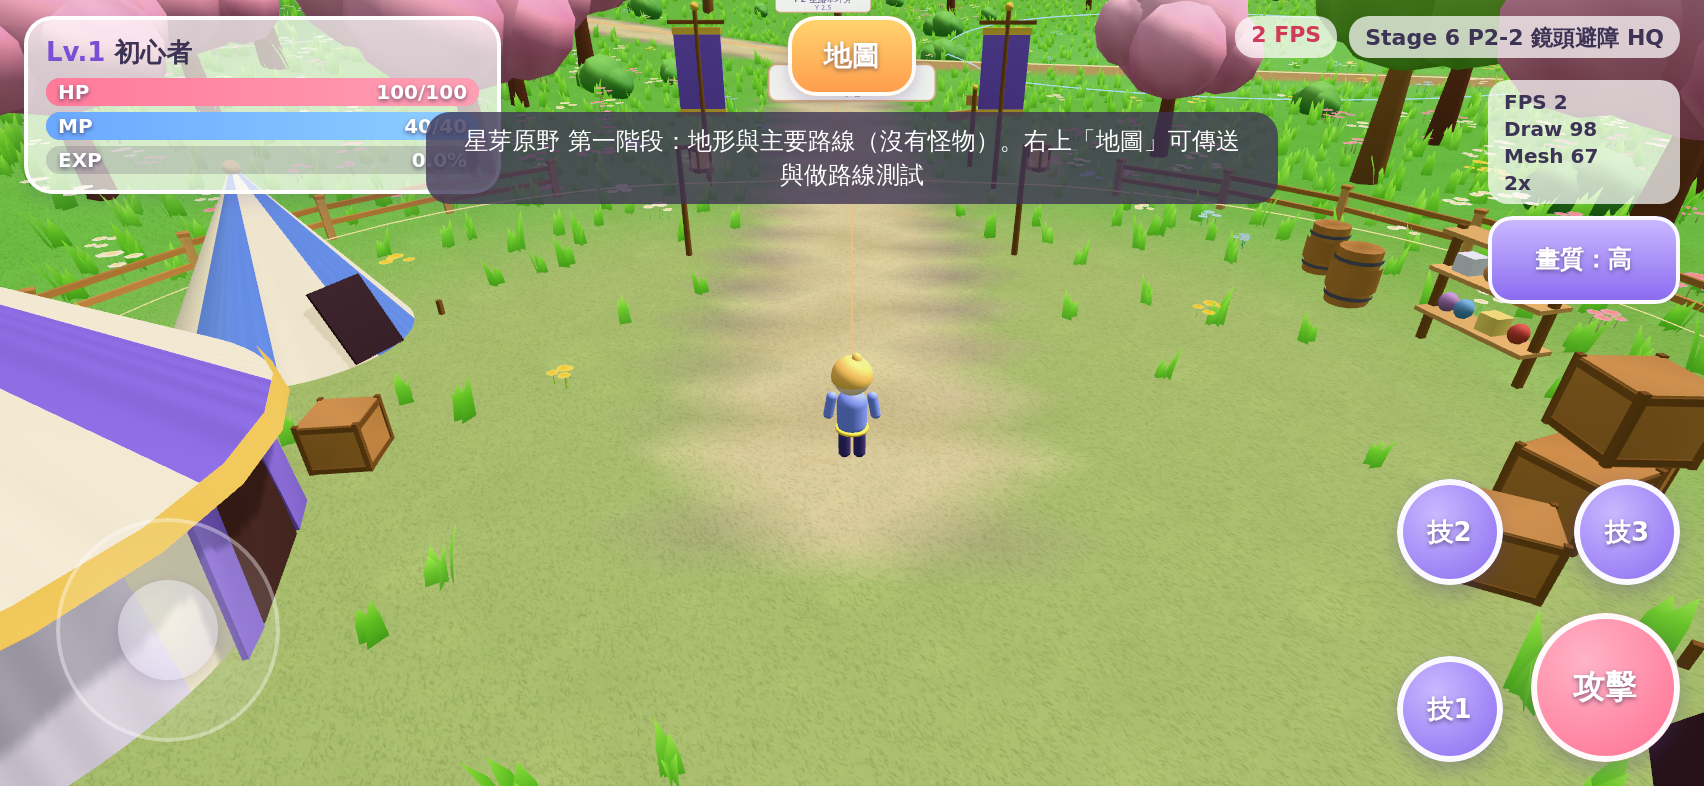 Y 2.5
Lv.1 初心者
HP 100/100
MP 40/40
EXP 0.0%
地圖
2 FPS
Stage 6 P2-2 鏡頭避障 HQ
星芽原野 第一階段：地形與主要路線（沒有怪物）。右上「地圖」可傳送
與做路線測試
FPS 2
Draw 98
Mesh 67
2x
畫質：高
技2
技3
技1
攻擊